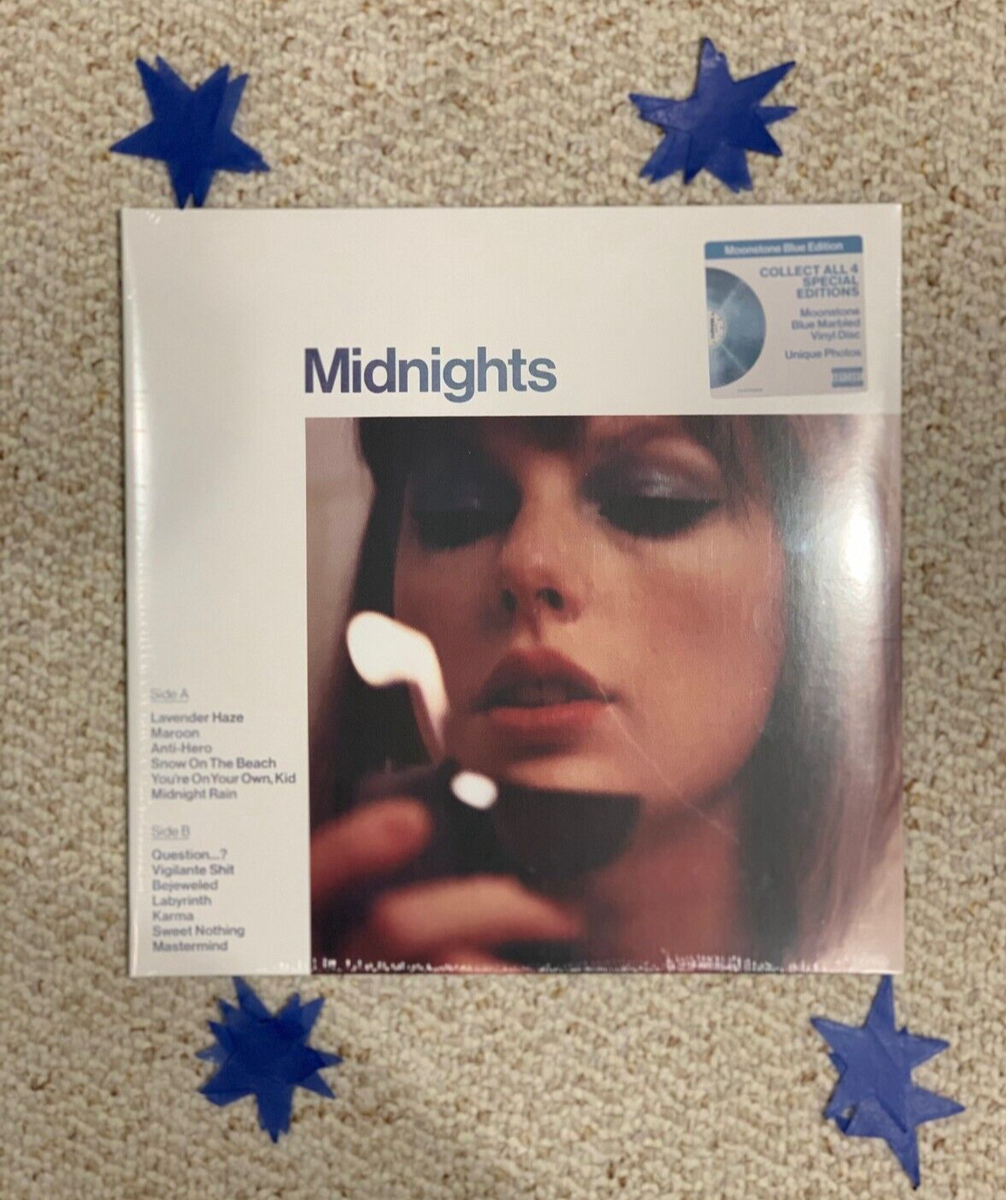 Moonstone Blue Edition
COLLECT ALL 4
SPECIAL
EDITIONS
Moonstone
Blue Marbled
Vinyl Disc
Unique Photos
Midnights
Side A
Lavender Haze
Maroon
Anti-Hero
Snow On The Beach
You're On Your Own, Kid
Midnight Rain
Side B
Question...?
Vigilante Shit
Bejeweled
Labyrinth
Karma
Sweet Nothing
Mastermind